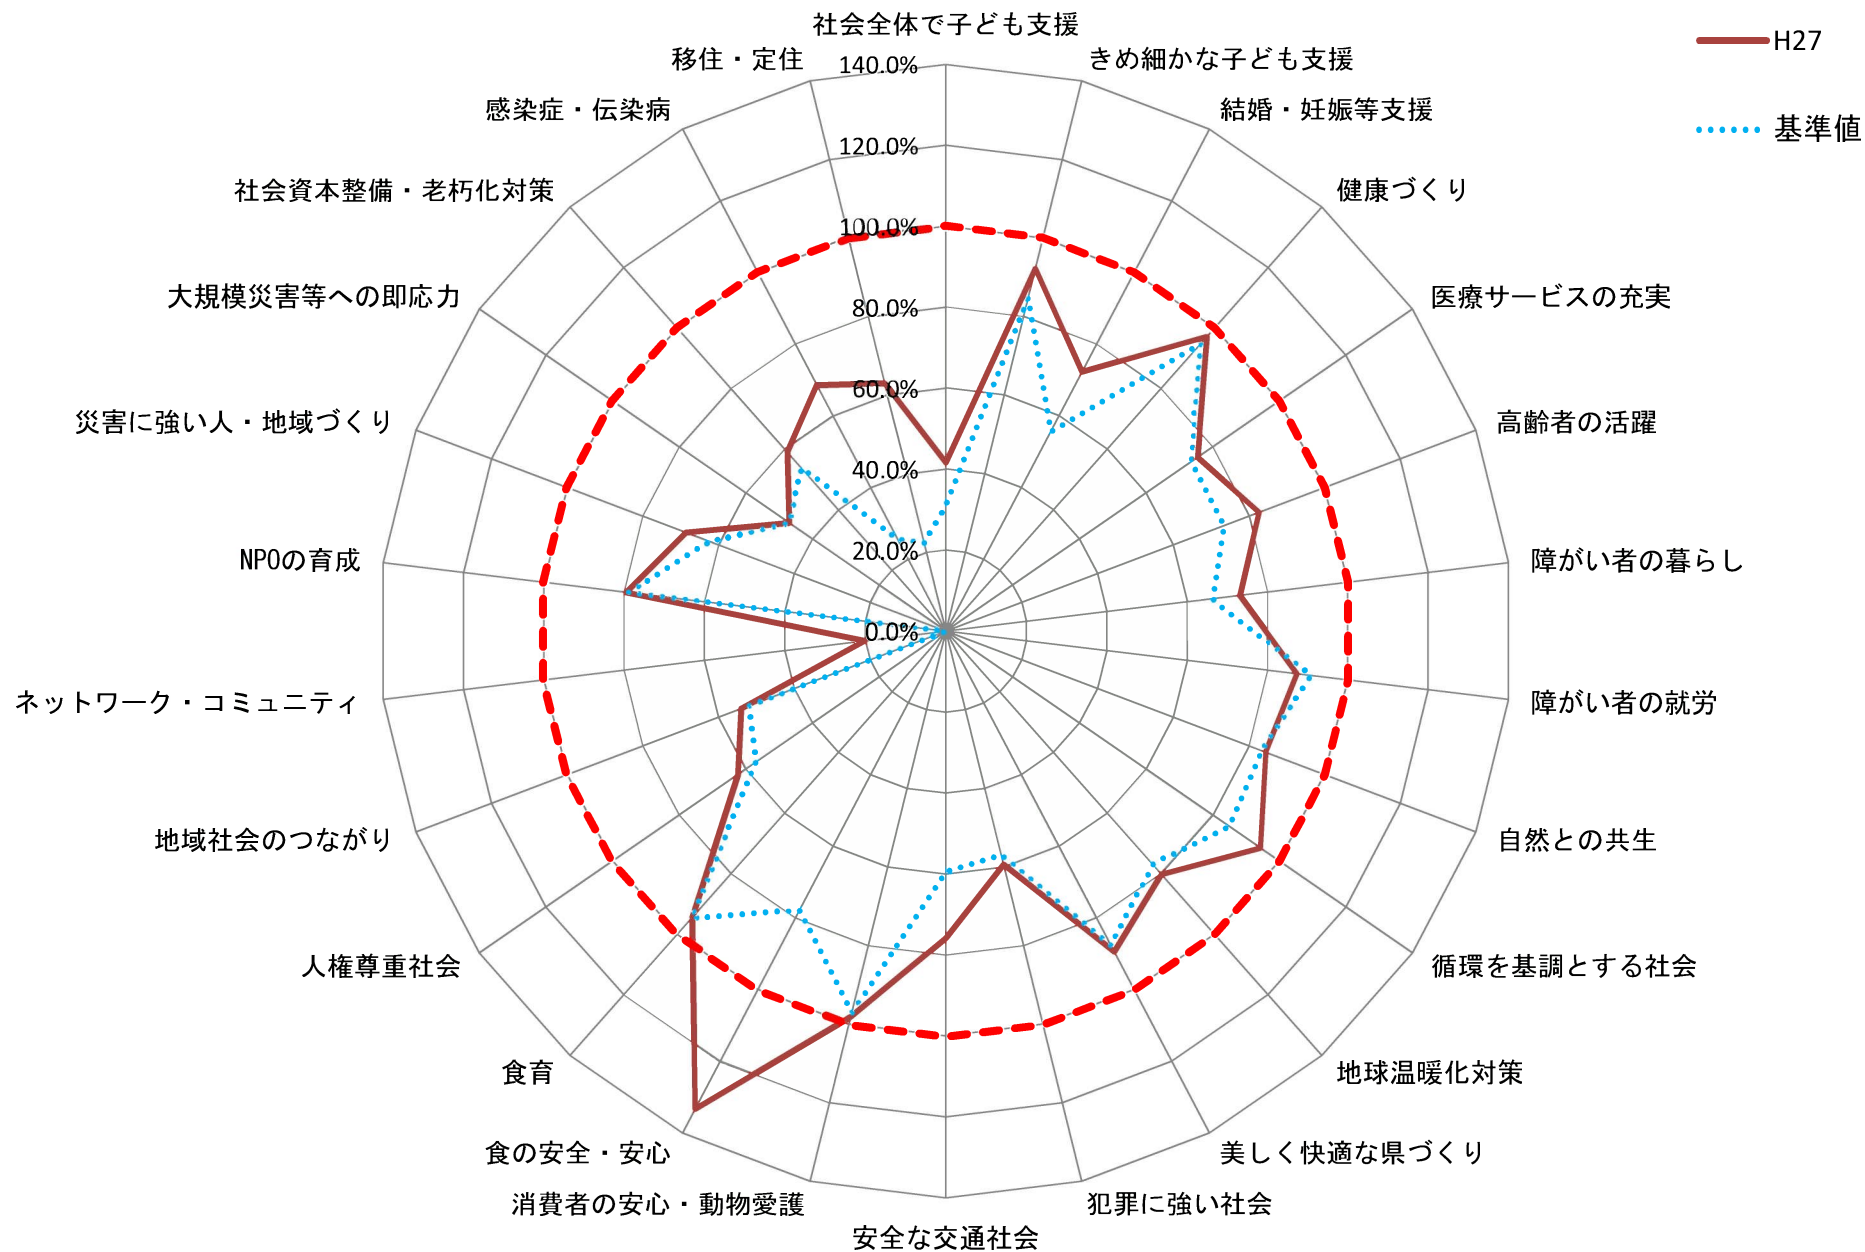 社会全体で子ども支援
きめ細かな子ども支援
結婚・妊娠等支援
健康づくり
医療サービスの充実
高齢者の活躍
障がい者の暮らし
障がい者の就労
自然との共生
循環を基調とする社会
地球温暖化対策
美しく快適な県づくり
犯罪に強い社会
安全な交通社会
消費者の安心・動物愛護
食の安全・安心
食育
人権尊重社会
地域社会のつながり
ネットワーク・コミュニティ
NPOの育成
災害に強い人・地域づくり
大規模災害等への即応力
社会資本整備・老朽化対策
感染症・伝染病
移住・定住
140.0%
120.0%
100.0%
80.0%
60.0%
40.0%
20.0%
0.0%
H27
基準値